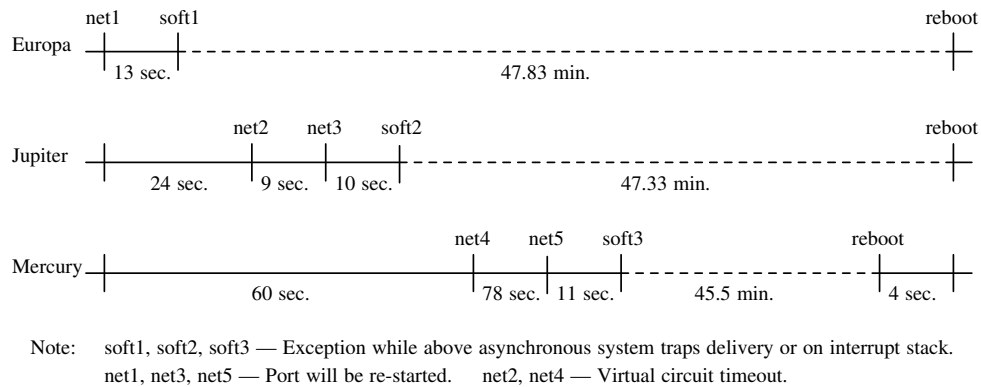 net1 soft1 reboot
Europa
13 sec. 47.83 min.
net2 net3 soft2 reboot
Jupiter
24 sec. 9 sec. 10 sec. 47.33 min.
net4 net5 soft3 reboot
Mercury
60 sec. 78 sec. 11 sec. 45.5 min. 4 sec.
Note: soft1, soft2, soft3 — Exception while above asynchronous system traps delivery or on interrupt stack.
net1, net3, net5 — Port will be re-started. net2, net4 — Virtual circuit timeout.